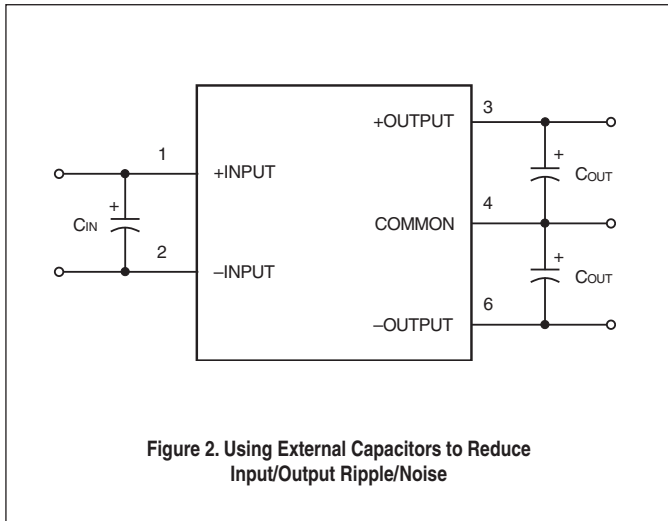 3
+OUTPUT
+
1
+INPUT
COUT
+
4
CIN
COMMON
+
2
–INPUT
COUT
6
–OUTPUT
Figure 2. Using External Capacitors to Reduce
Input/Output Ripple/Noise